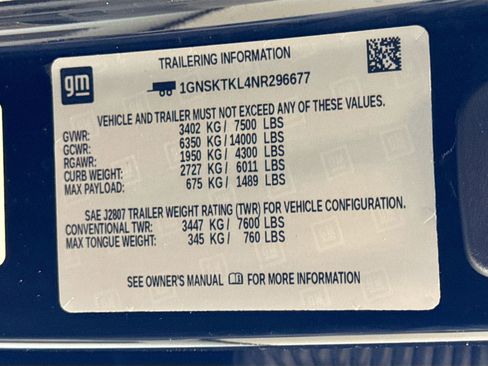 TRAILERING INFORMATION
gm
1GNSKTKL4NR296677
VEHICLE AND TRAILER MUST NOT EXCEED ANY OF THESE VALUES.
GVWR: 3402 KG/ 7500 LBS
GCWR: 6350 KG/14000 LBS
RGAWR: 1950 KG/ 4300 LBS
CURB WEIGHT: 2727 KG/ 6011 LBS
MAX PAYLOAD: 675 KG/ 1489 LBS
SAE J2807 TRAILER WEIGHT RATING (TWR) FOR VEHICLE CONFIGURATION.
CONVENTIONAL TWR: 3447 KG/ 7600 LBS
MAX TONGUE WEIGHT: 345 KG/ 760 LBS
SEE OWNER'S MANUAL FOR MORE INFORMATION